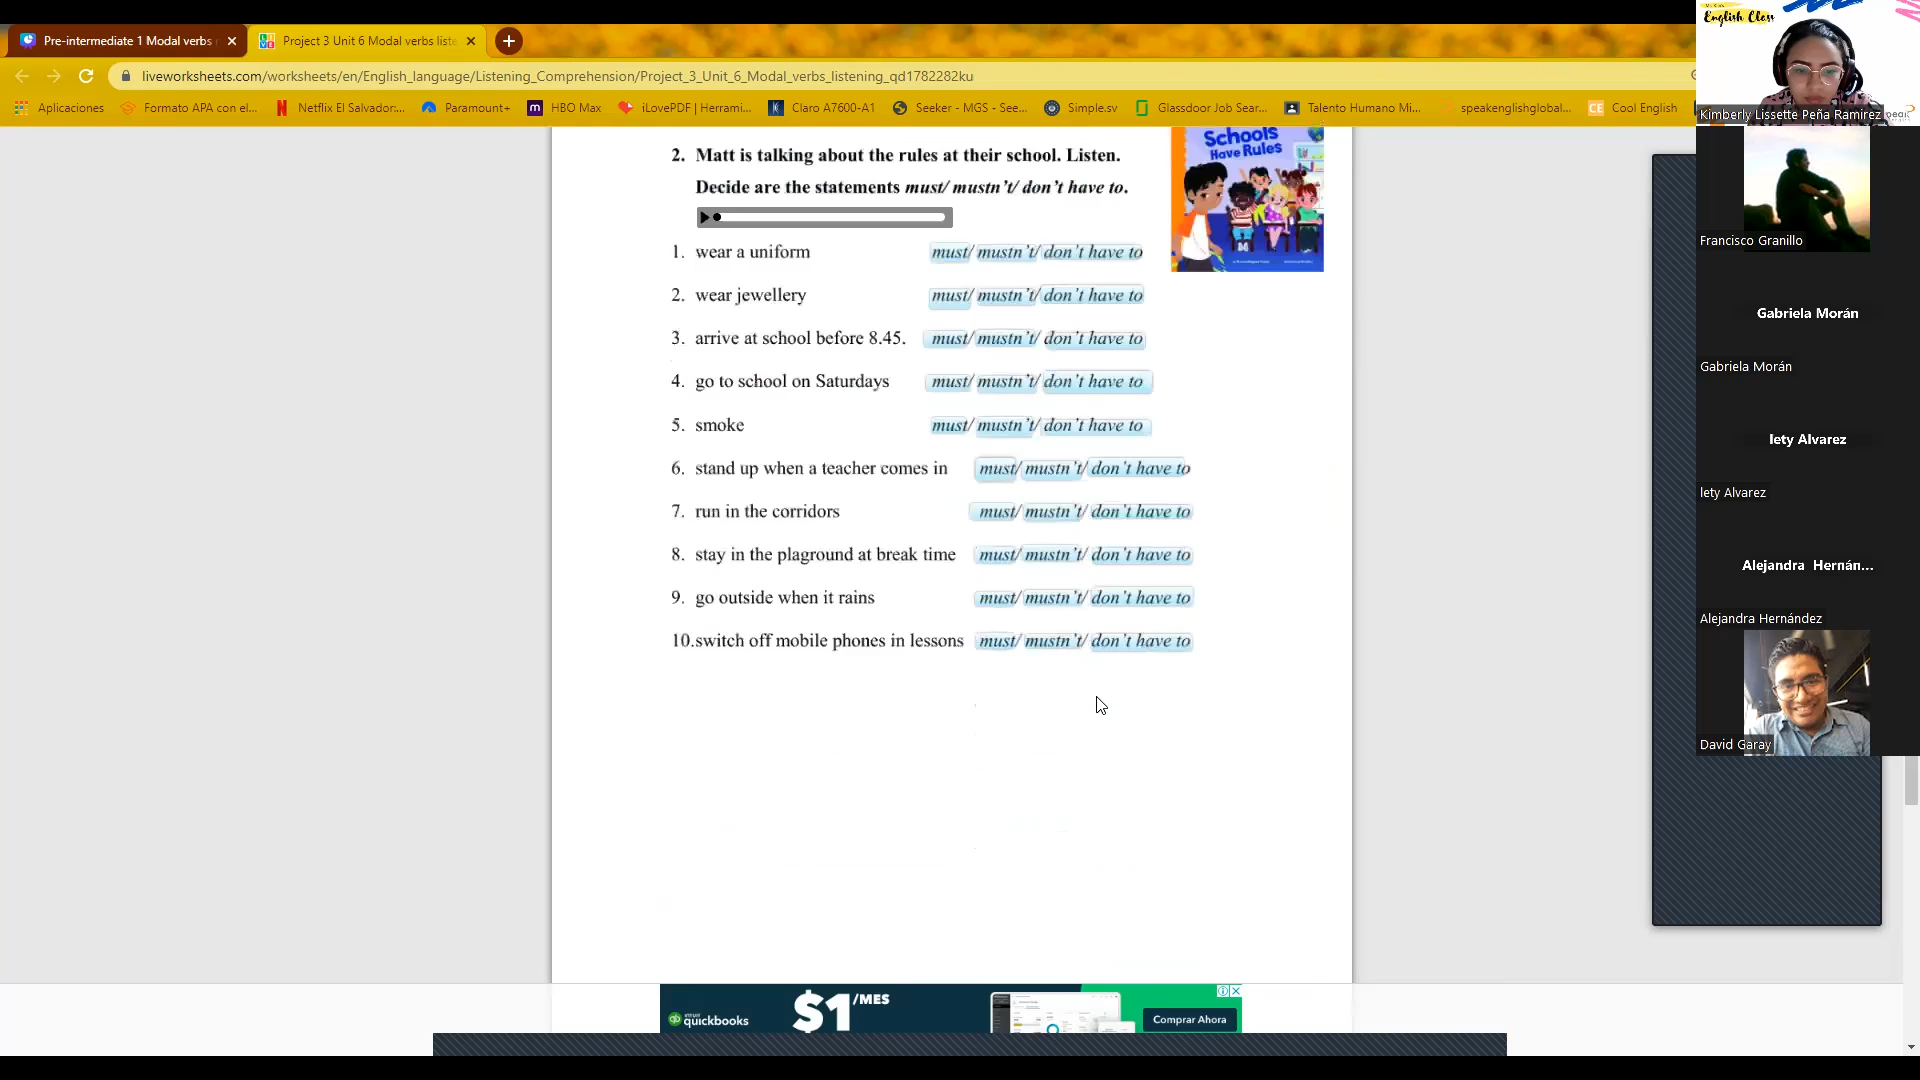 Pre-intermediate 1 Modal verbs
Project 3 Unit 6 Modal verbs liste
liveworksheets.com/worksheets/en/English_language/Listening_Comprehension/Project_3_Unit_6_Modal_verbs_listening_qd1782282ku
Aplicaciones
Formato APA con el...
Netflix El Salvador:...
Paramount+
HBO Max
iLovePDF | Herrami...
Claro A7600-A1
Seeker - MGS - See...
Simple.sv
Glassdoor Job Sear...
Talento Humano Mi...
speakenglishglobal...
Cool English
English Class
Kimberly Lissette Peña Ramirez
Francisco Granillo
Gabriela Morán
Gabriela Morán
lety Alvarez
lety Alvarez
Alejandra Hernán...
Alejandra Hernández
David Garay
Schools
Have Rules
2. Matt is talking about the rules at their school. Listen.
Decide are the statements must/ mustn't/ don't have to.
1. wear a uniform must/ mustn't/ don't have to
2. wear jewellery must/ mustn't/ don't have to
3. arrive at school before 8.45. must/ mustn't/ don't have to
4. go to school on Saturdays must/ mustn't/ don't have to
5. smoke must/ mustn't/ don't have to
6. stand up when a teacher comes in must/ mustn't/ don't have to
7. run in the corridors must/ mustn't/ don't have to
8. stay in the plaground at break time must/ mustn't/ don't have to
9. go outside when it rains must/ mustn't/ don't have to
10.switch off mobile phones in lessons must/ mustn't/ don't have to
quickbooks
$1/MES
Comprar Ahora